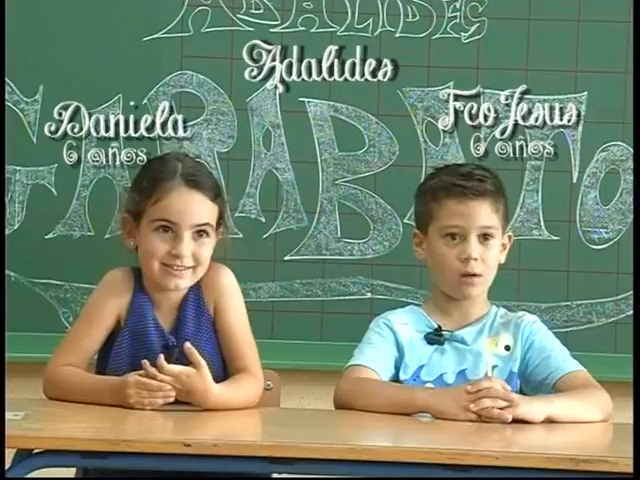 ADALIDES
Adalides
Daniela
6 años
Fco Jesus
6 años
GARABATO